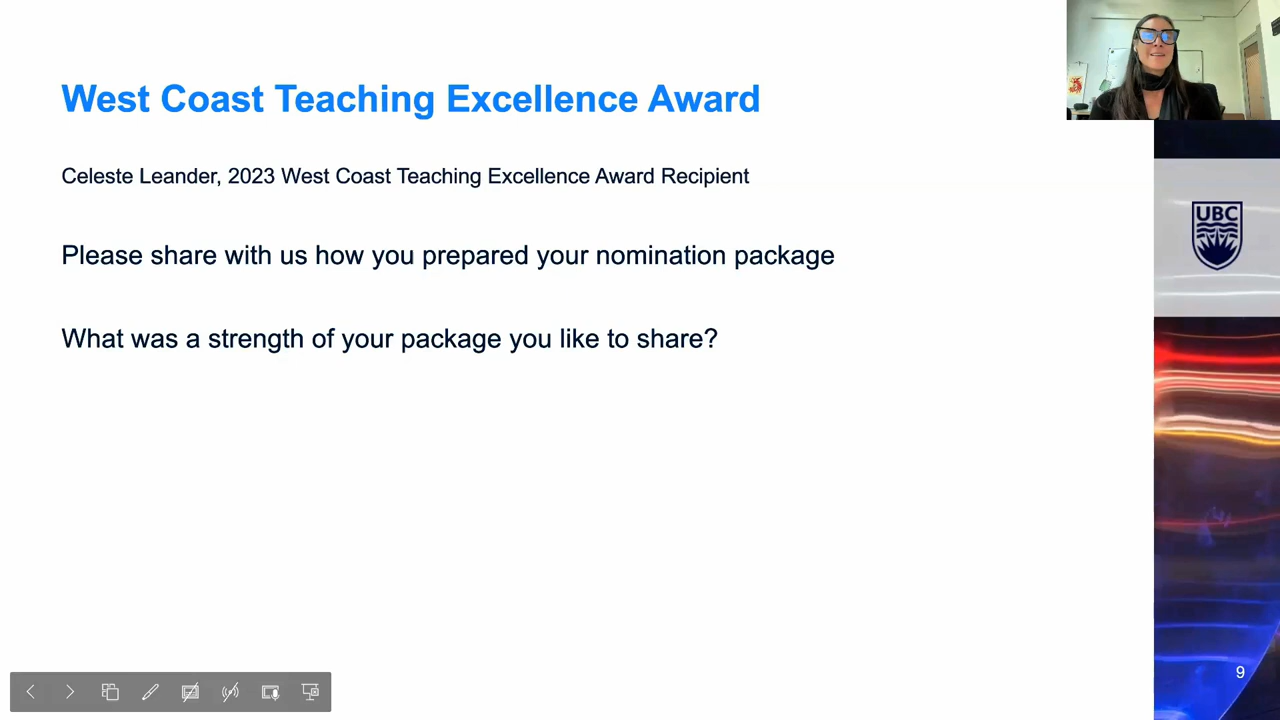 West Coast Teaching Excellence Award
Celeste Leander, 2023 West Coast Teaching Excellence Award Recipient
Please share with us how you prepared your nomination package
What was a strength of your package you like to share?
UBC
9